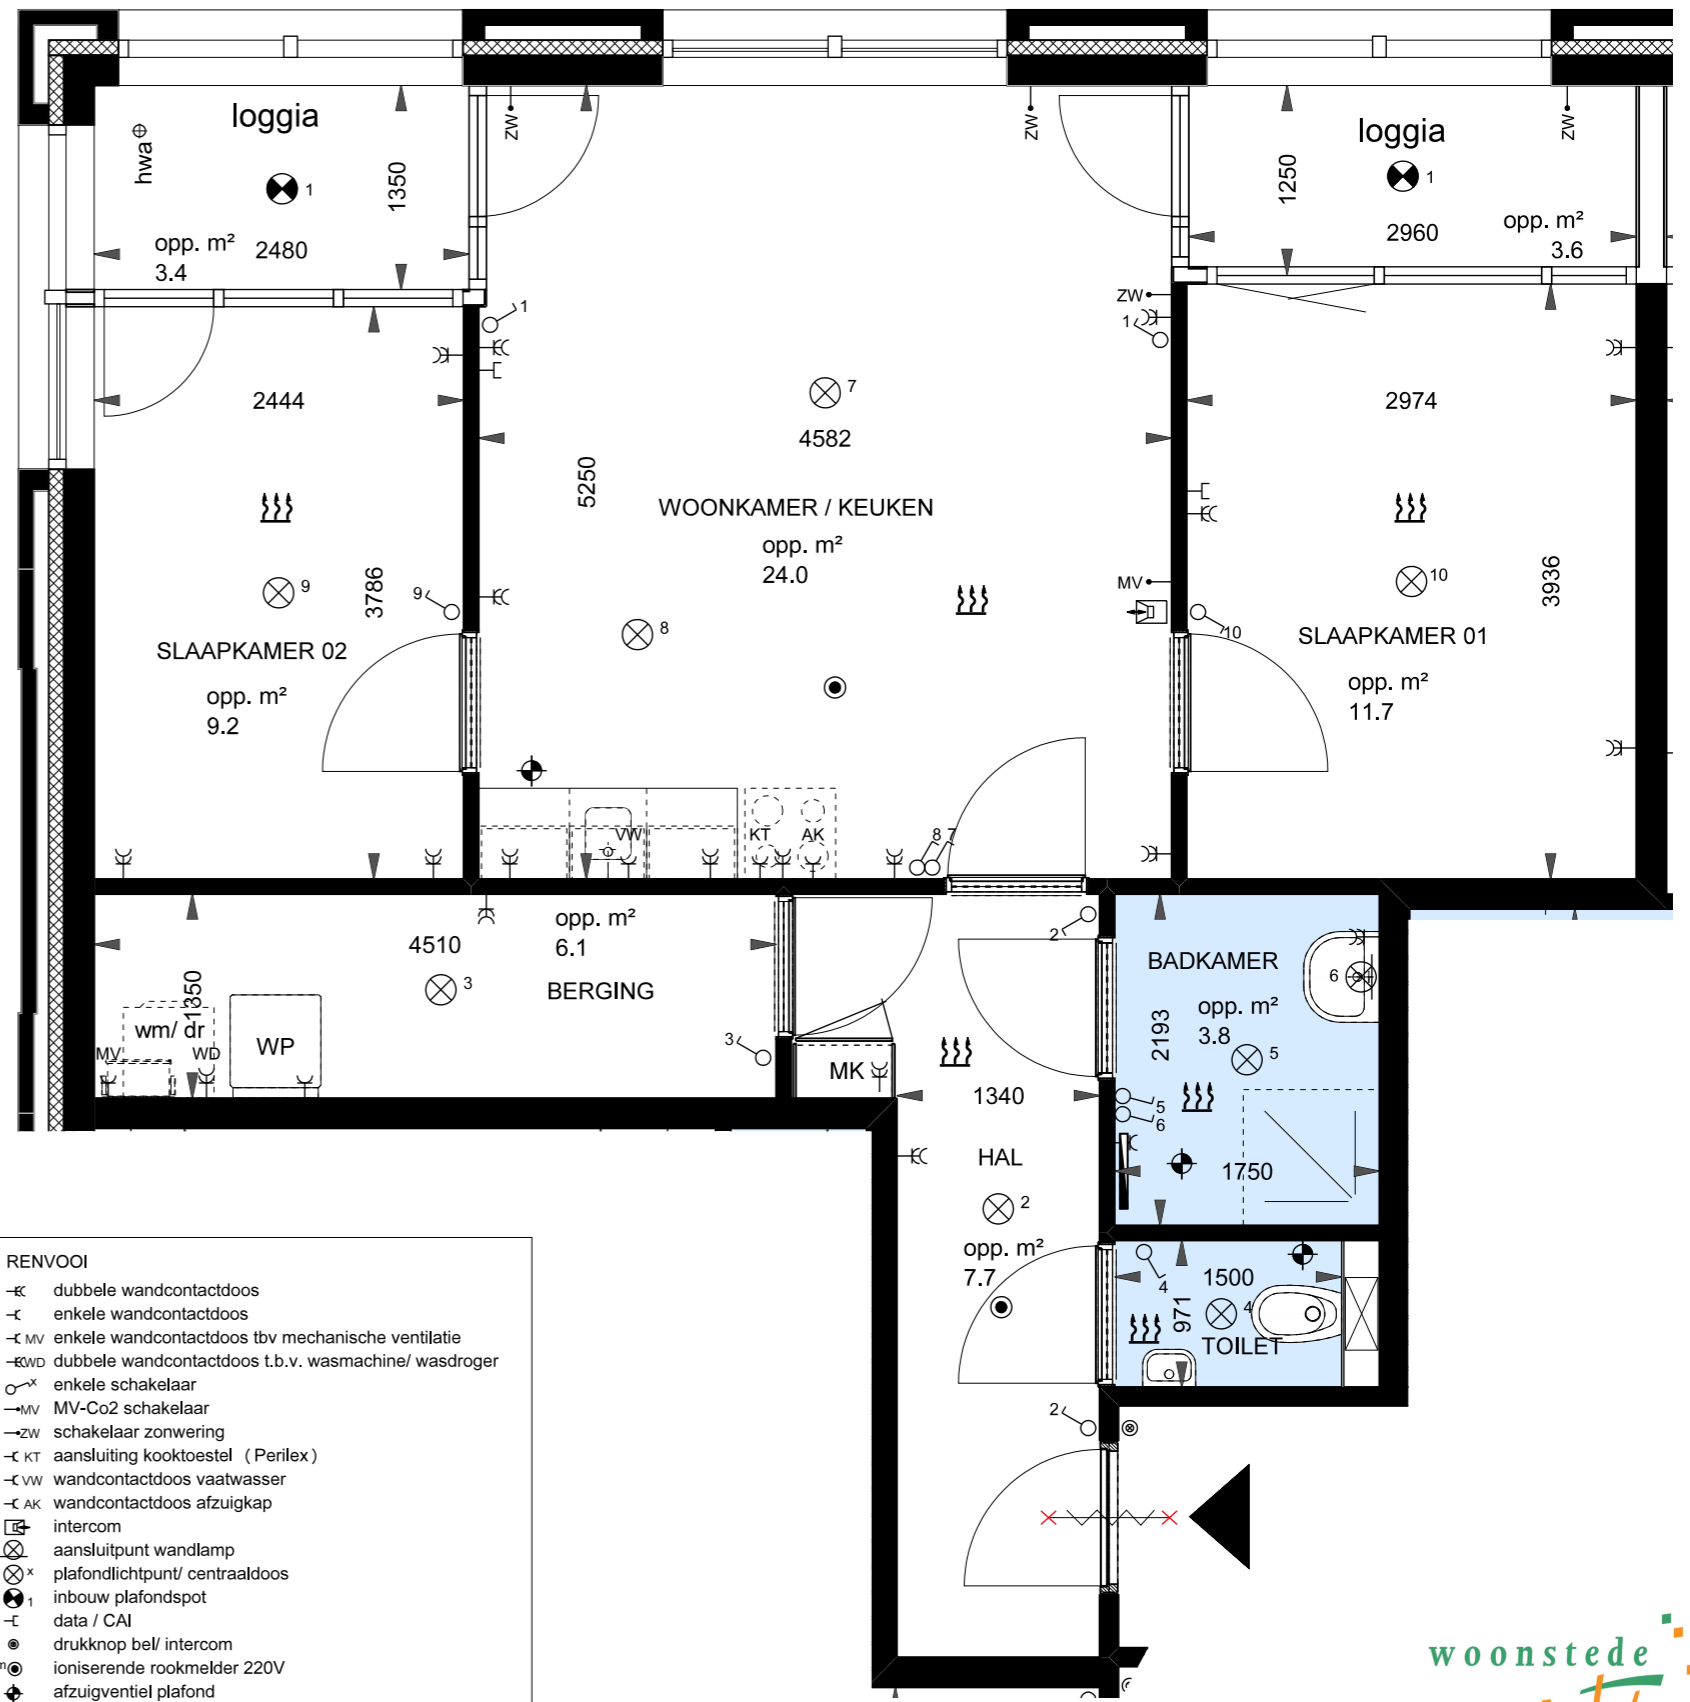 loggia
hwa
1
1350
opp. m²
3.4
2480
ZW
ZW
loggia
ZW
1250
1
2960
opp. m²
3.6
1
ZW
1
2444
7
4582
2974
5250
WOONKAMER / KEUKEN
opp. m²
24.0
9
3786
9
8
MV
10
10
3936
SLAAPKAMER 02
opp. m²
9.2
SLAAPKAMER 01
opp. m²
11.7
VW
KT
AK
8 7
4510
opp. m²
6.1
3
BERGING
1350
wm/ dr
MV
WD
WP
3
MK
2
BADKAMER
opp. m²
3.8
6
5
2193
5
6
1750
1340
HAL
2
opp. m²
7.7
4
1500
4
971
TOILET
2
RENVOOI
dubbele wandcontactdoos
enkele wandcontactdoos
MV enkele wandcontactdoos tbv mechanische ventilatie
WD dubbele wandcontactdoos t.b.v. wasmachine/ wasdroger
x enkele schakelaar
MV MV-Co2 schakelaar
ZW schakelaar zonwering
KT aansluiting kooktoestel (Perilex)
VW wandcontactdoos vaatwasser
AK wandcontactdoos afzuigkap
intercom
aansluitpunt wandlamp
x plafondlichtpunt/ centraaldoos
1 inbouw plafondspot
data / CAI
drukknop bel/ intercom
ioniserende rookmelder 220V
afzuigventiel plafond
woonstede